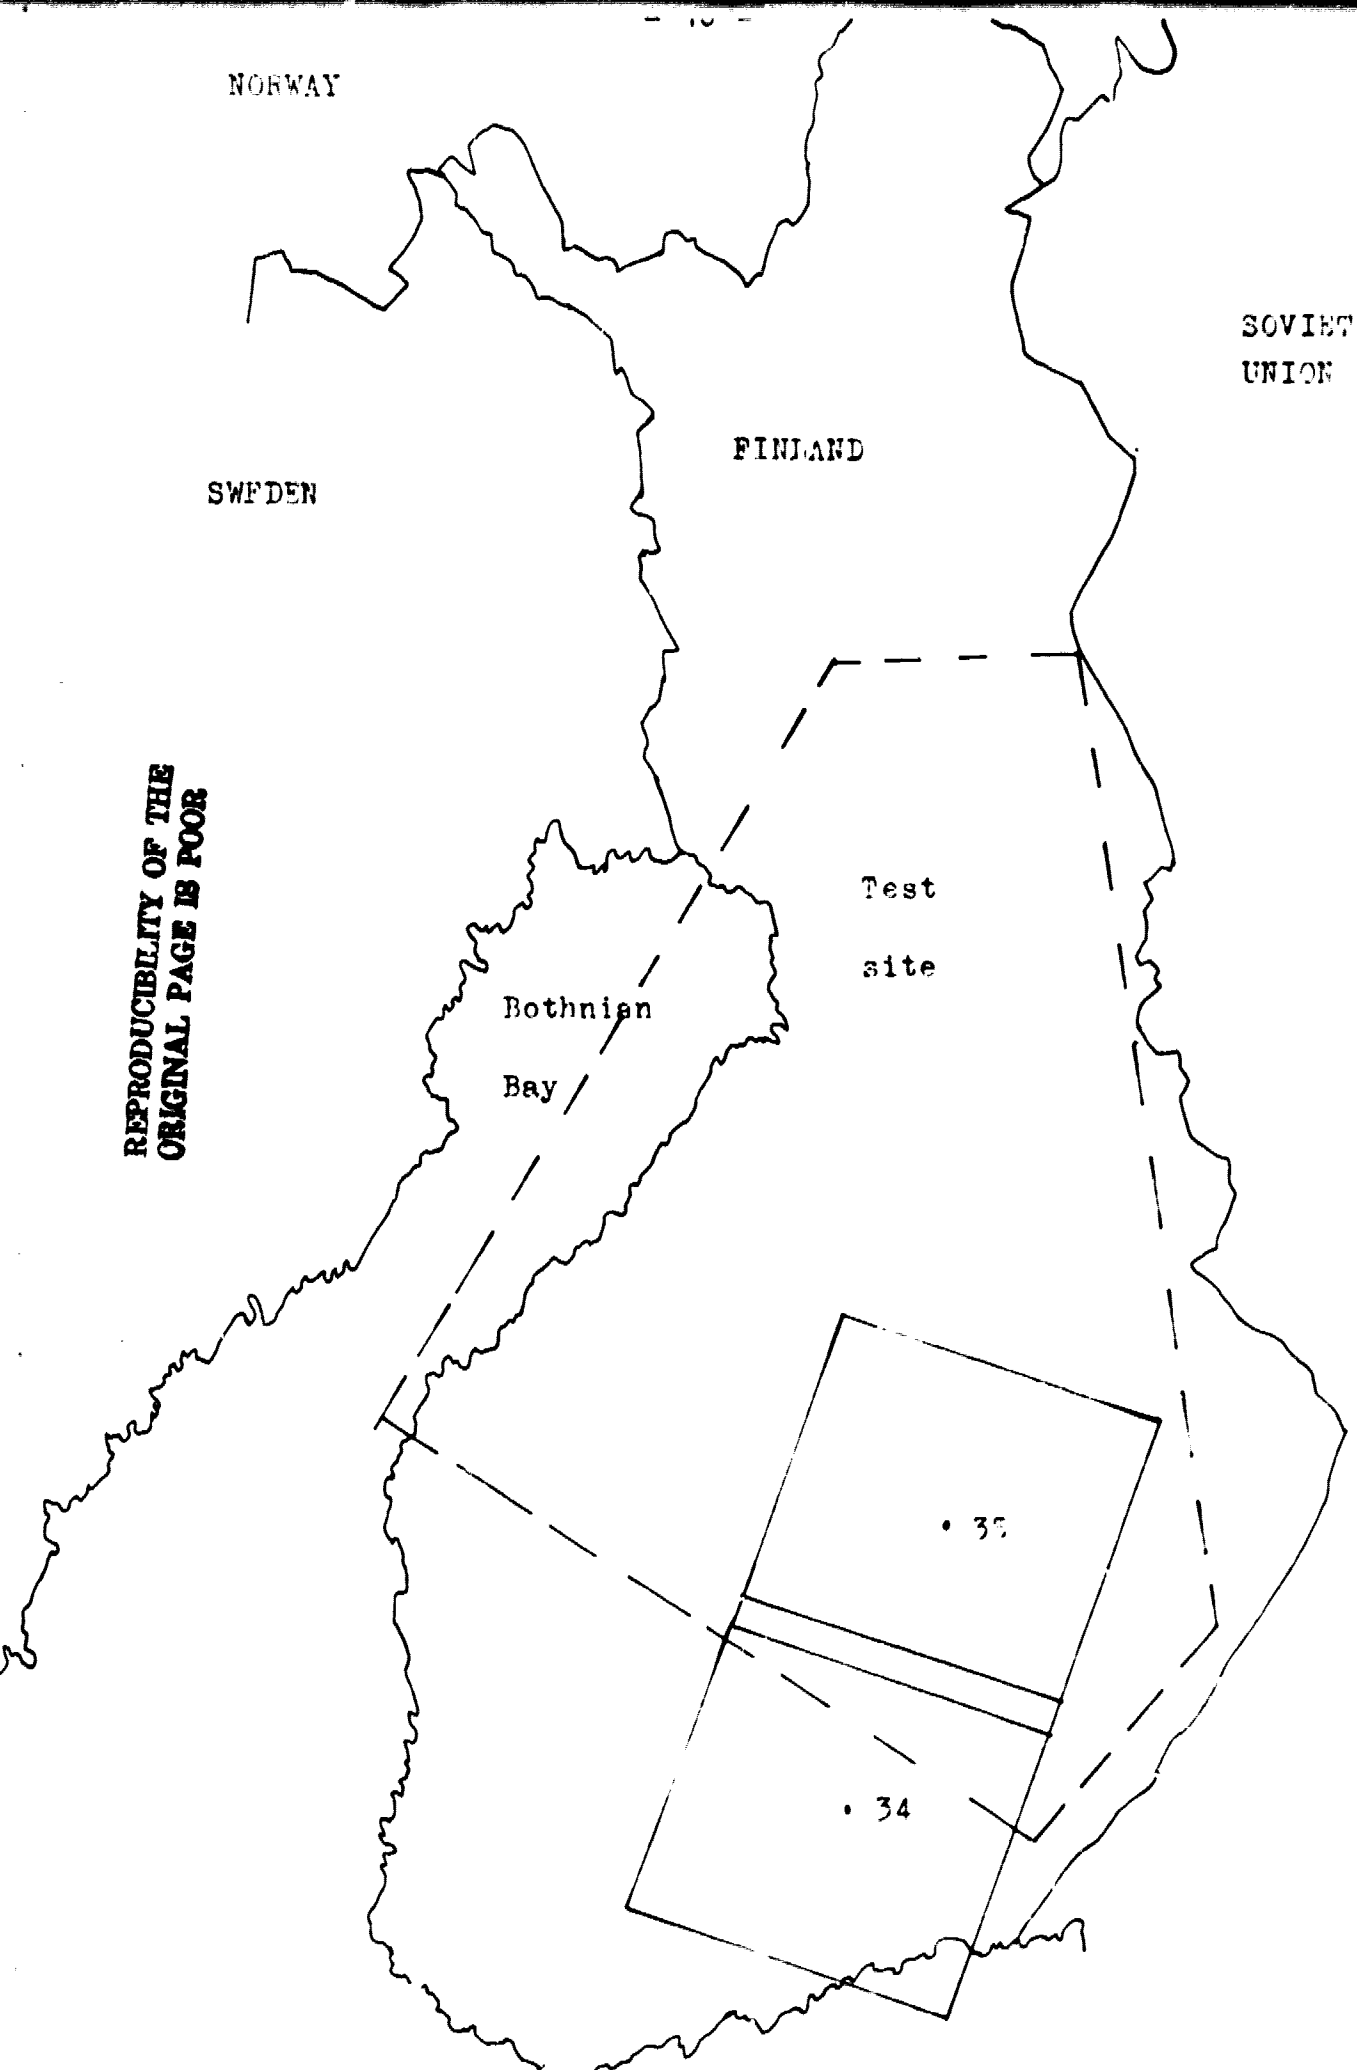 NORWAY
SOVIET
UNION
FINLAND
SWEDEN
REPRODUCIBILITY OF THE
ORIGINAL PAGE IS POOR
Test
site
Bothnian
Bay
34